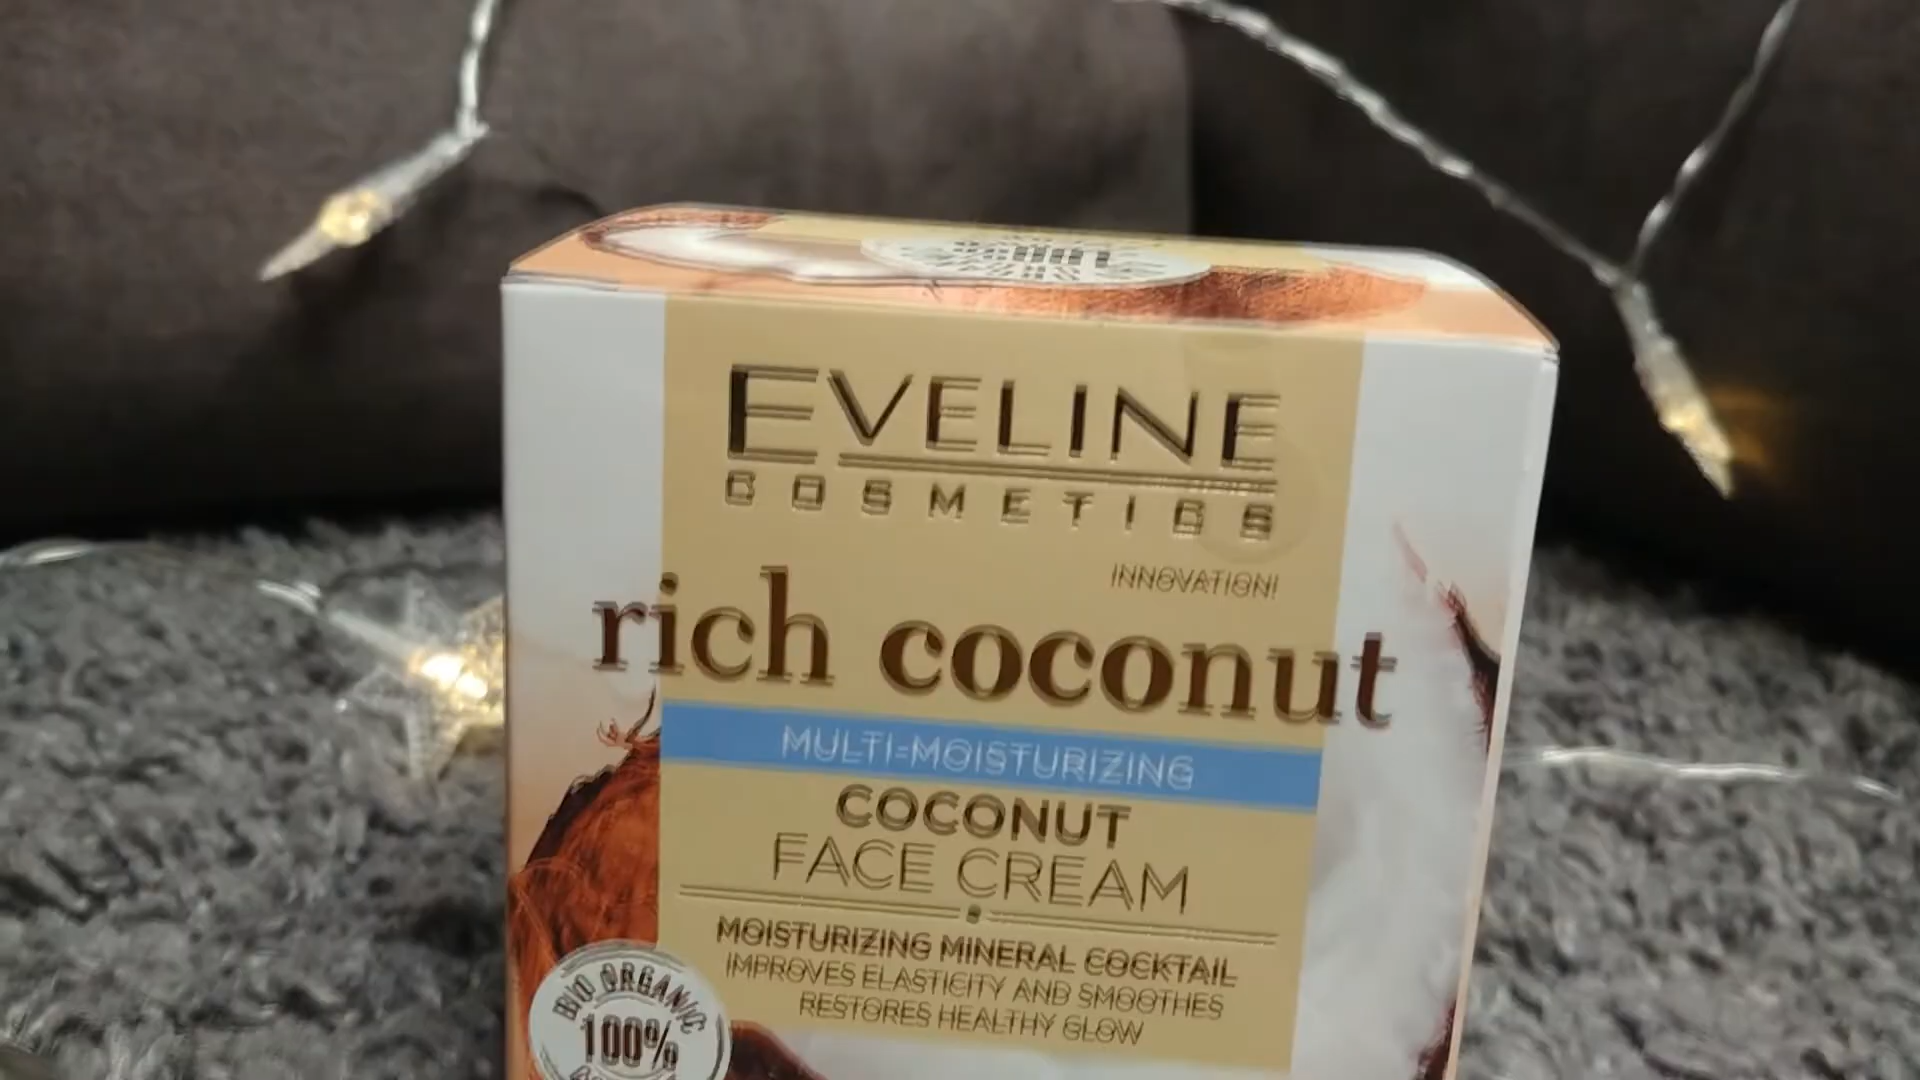 EVELINE
COSMETICS
INNOVATION!
rich coconut
MULTI-MOISTURIZING
COCONUT
FACE CREAM
MOISTURIZING MINERAL COCKTAIL
IMPROVES ELASTICITY AND SMOOTHES
RESTORES HEALTHY GLOW
BIO ORGANIC
100%